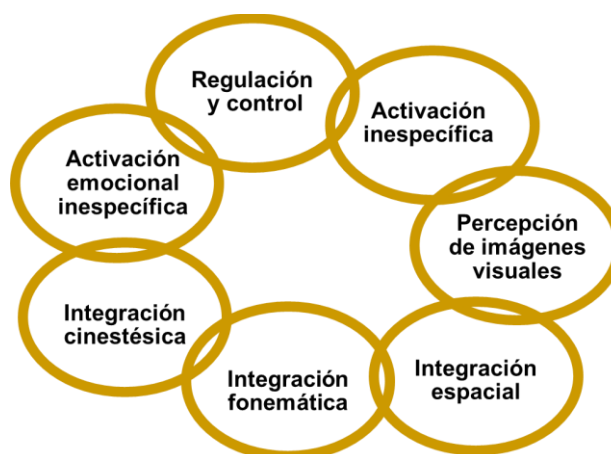 Regulación
y control
Activación
inespecífica
Percepción
de imágenes
visuales
Integración
espacial
Integración
fonemática
Integración
cinestésica
Activación
emocional
inespecífica